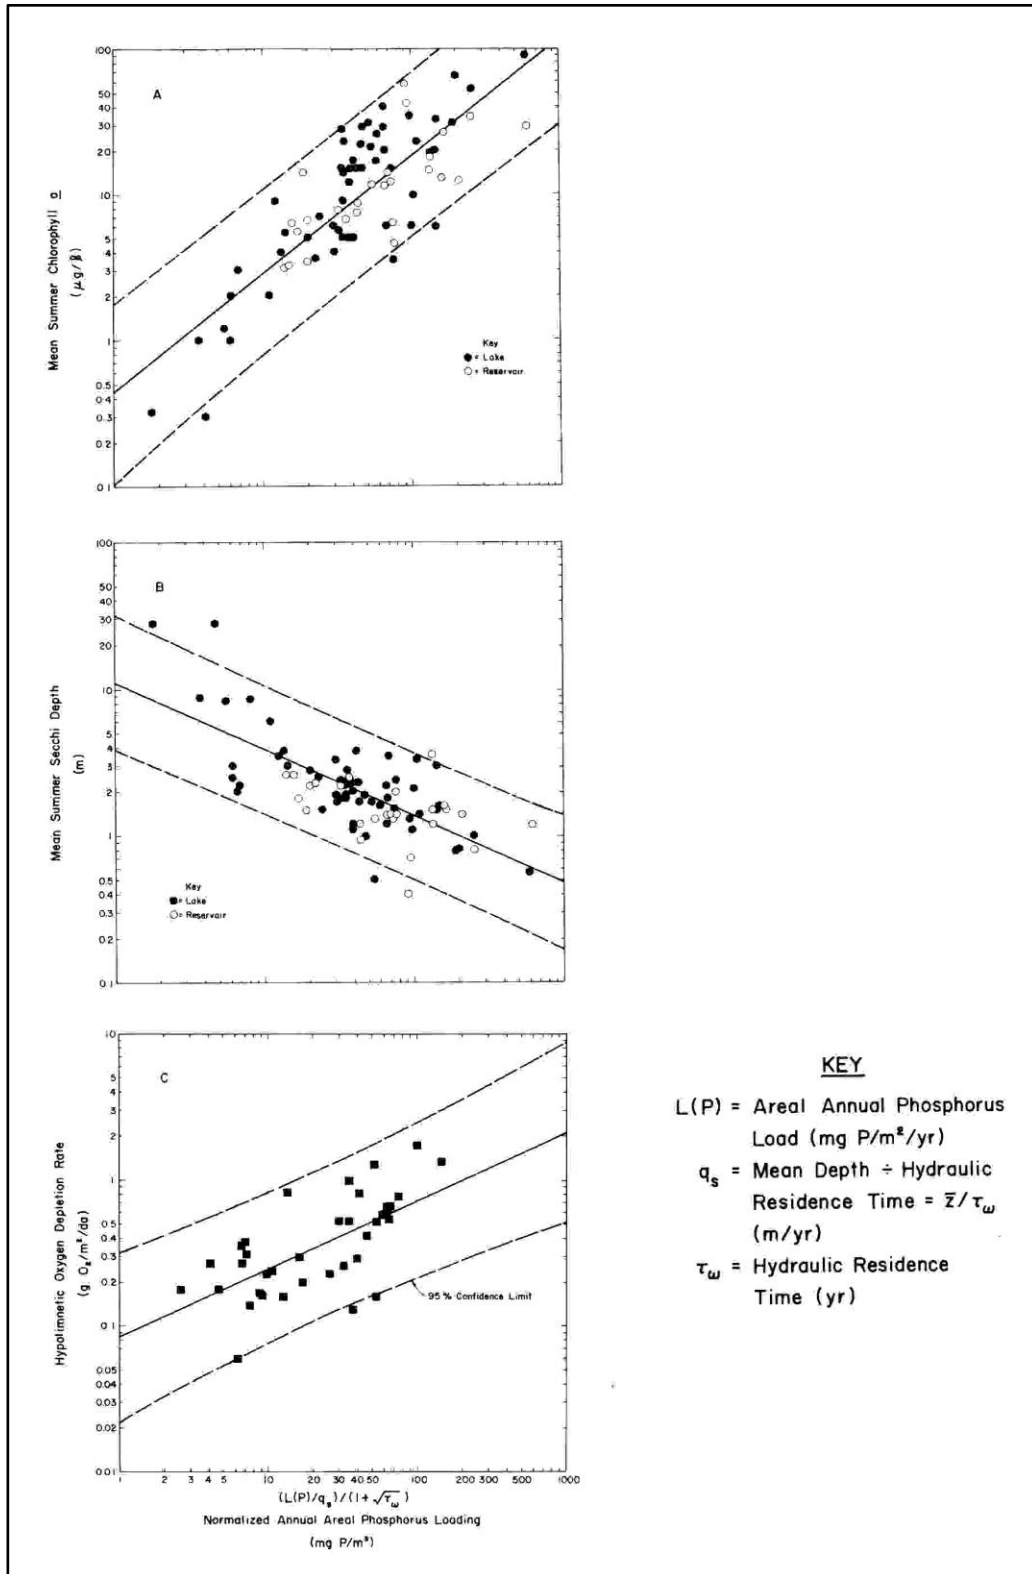 100
50
40
30
20
10
5
4
3
2
1
0.5
0.4
0.3
0.2
0.1
A
Mean Summer Chlorophyll a
(μg/ℓ)
Key
= Lake
= Reservoir
100
50
40
30
20
10
5
4
3
2
1
0.5
0.4
0.3
0.2
0.1
B
Mean Summer Secchi Depth
(m)
Key
= Lake
= Reservoir
10
5
4
3
2
1
0.5
0.4
0.3
0.2
0.1
0.05
0.04
0.03
0.02
0.01
C
Hypolimnetic Oxygen Depletion Rate
(g. O₂/m²/da)
95% Confidence Limit
1 2 3 4 5 10 20 30 40 50 100 200 300 500 1000
(L(P)/qₛ)/(1+√τω)
Normalized Annual Areal Phosphorus Loading
(mg P/m³)
KEY
L(P) = Areal Annual Phosphorus
Load (mg P/m²/yr)
qₛ = Mean Depth ÷ Hydraulic
Residence Time = z̄/τω
(m/yr)
τω = Hydraulic Residence
Time (yr)